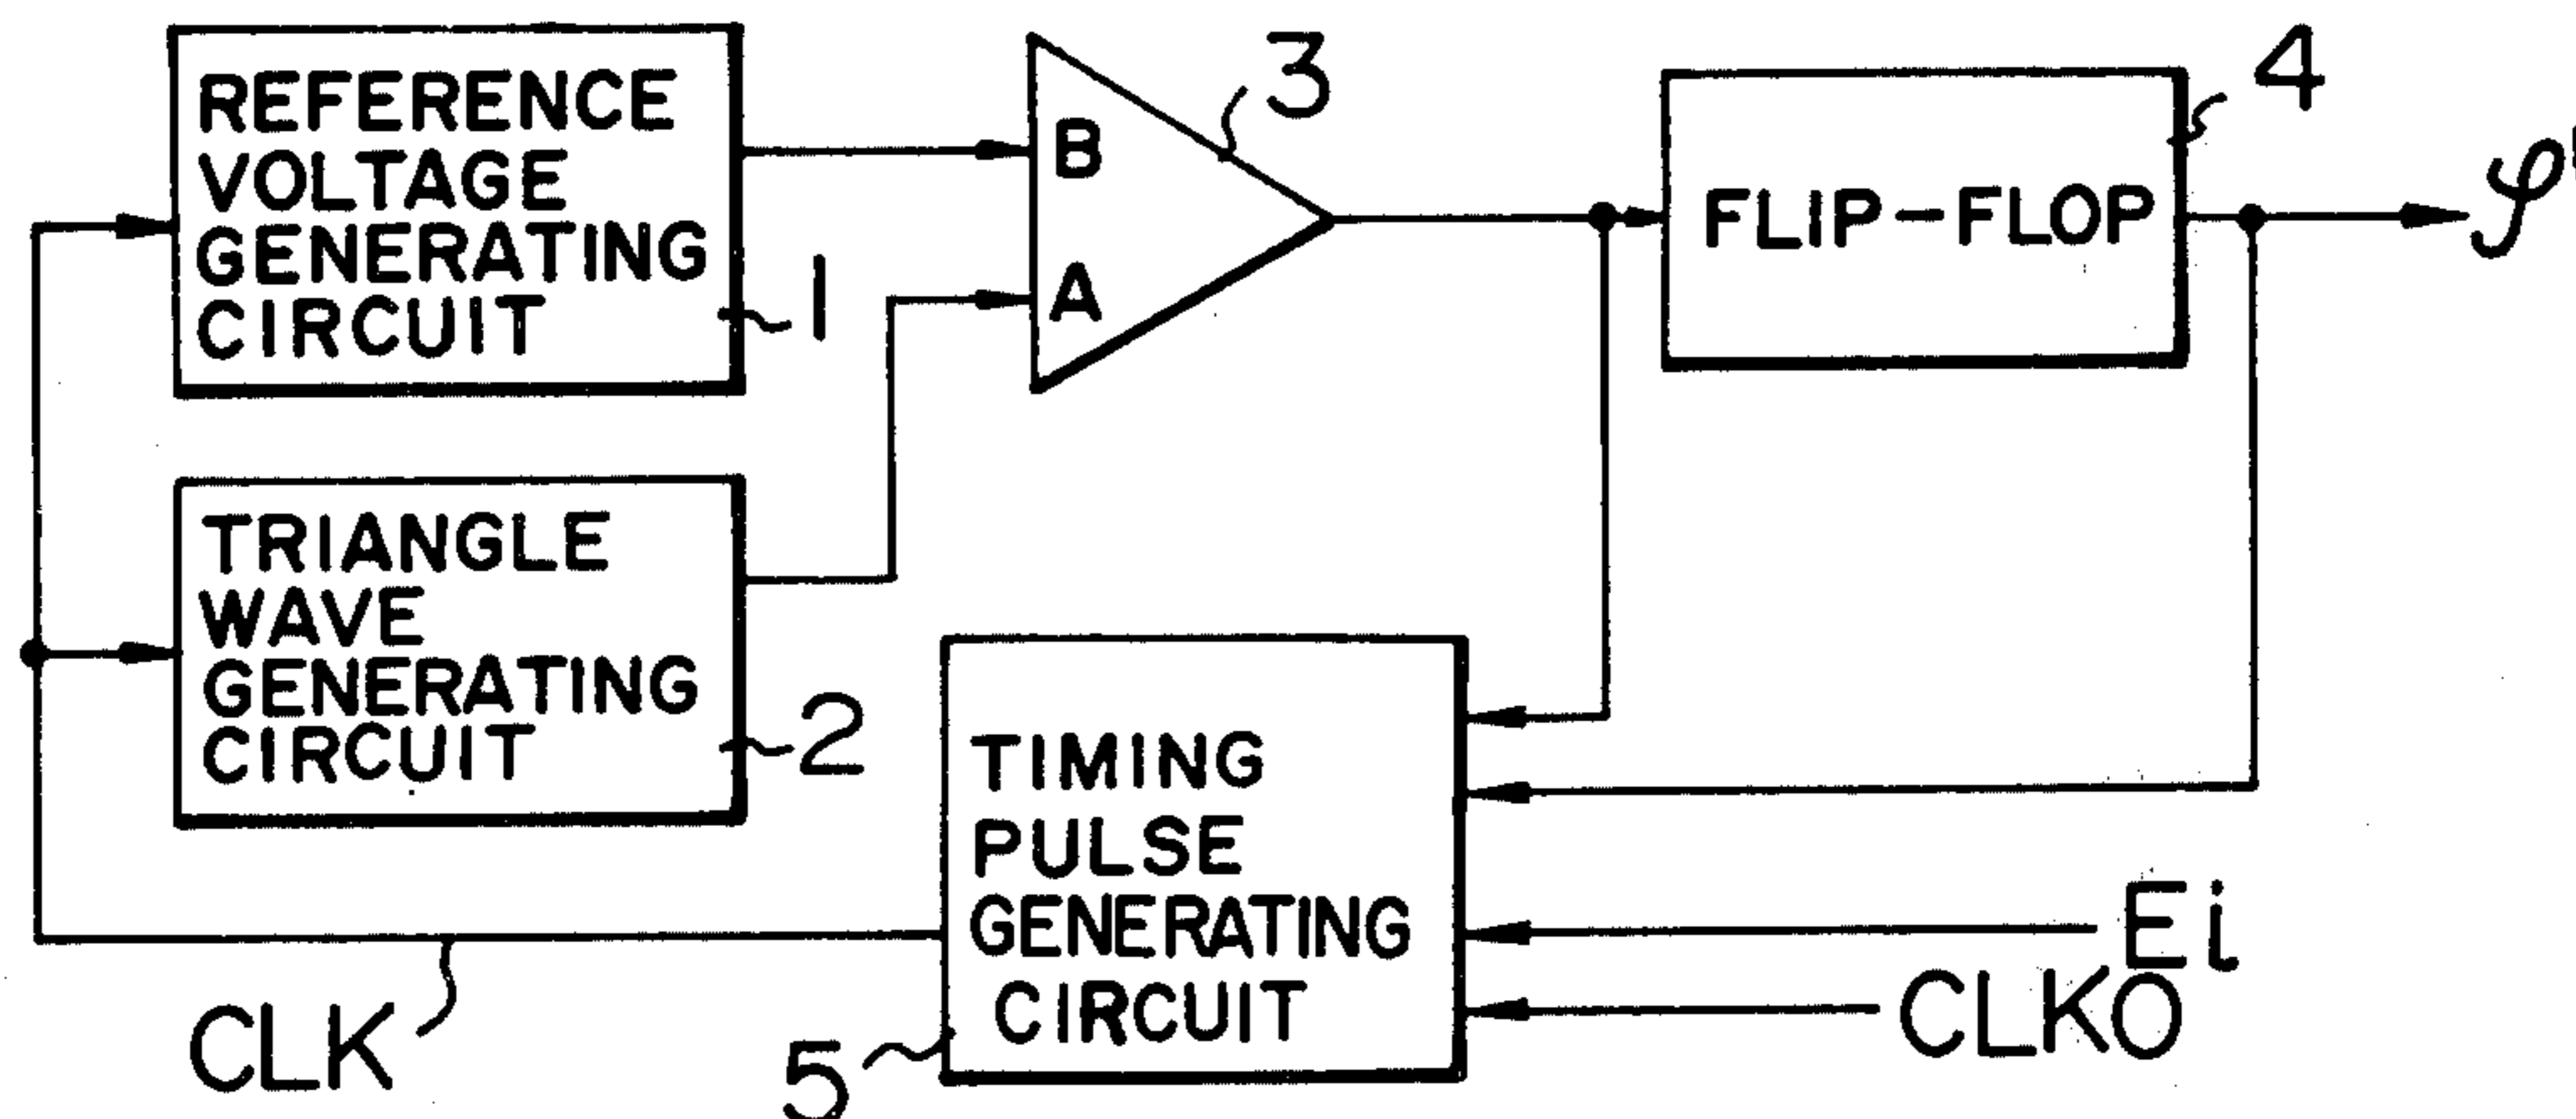 REFERENCE
VOLTAGE
GENERATING
CIRCUIT
1
B
A
3
FLIP-FLOP
4
TRIANGLE
WAVE
GENERATING
CIRCUIT
2
TIMING
PULSE
GENERATING
CIRCUIT
5
Ei
CLKO
CLK